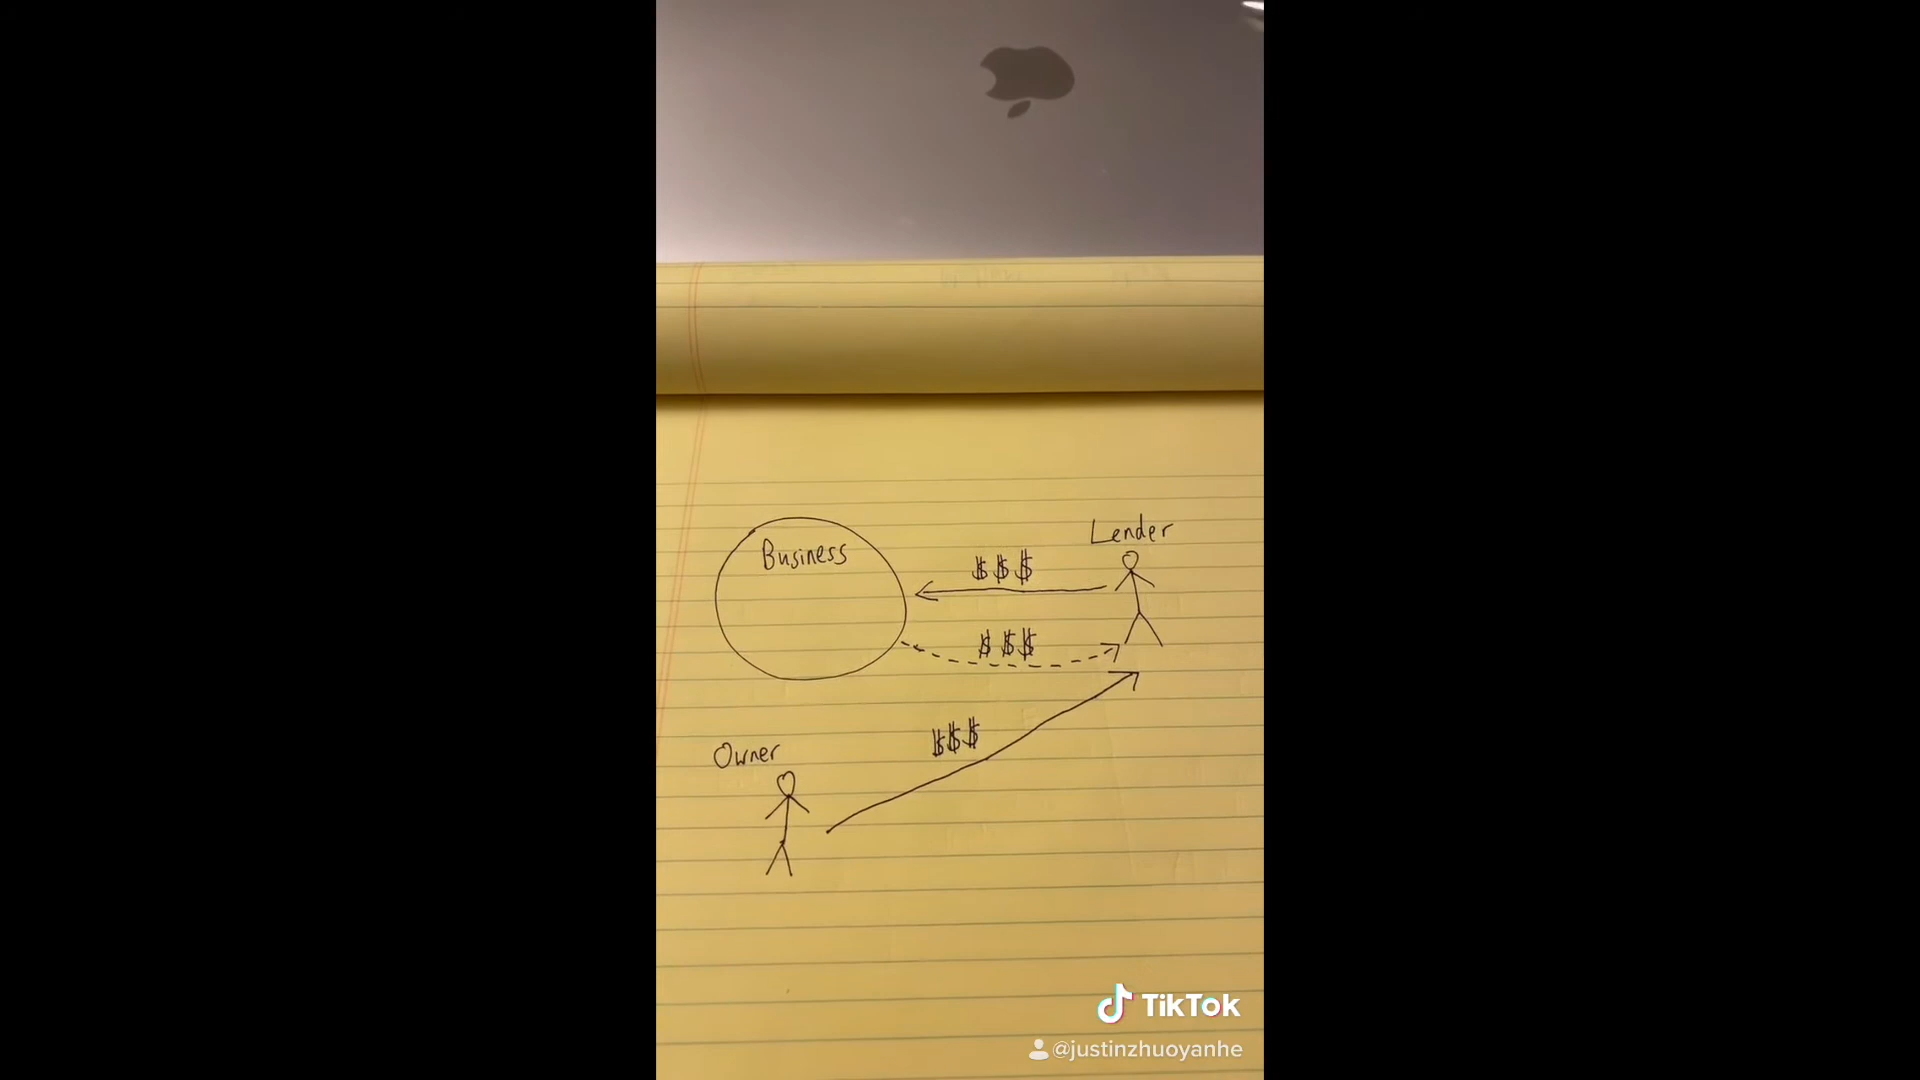 Lender
Business
$$$
$$$
$$$
Owner
TikTok
@justinzhuoyanhe